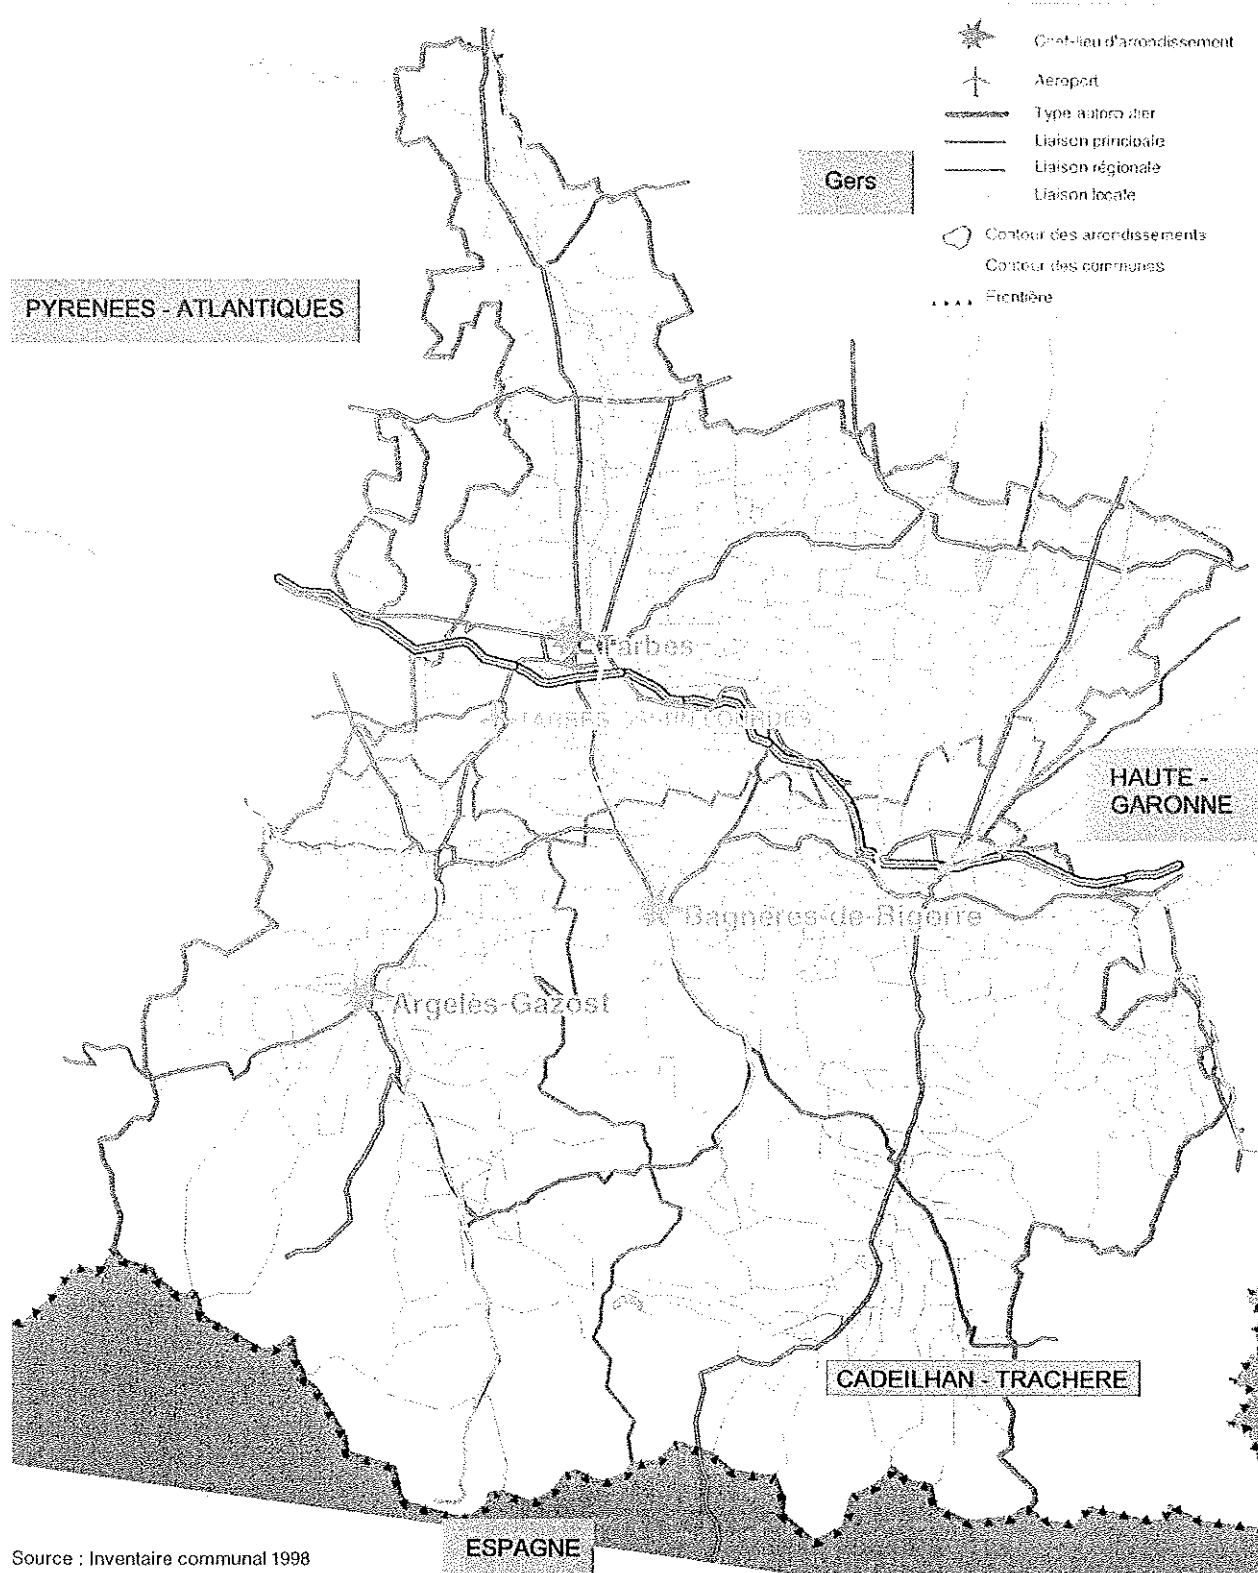 Chef-lieu d'arrondissement
Aéroport
Type autoroutier
Liaison principale
Liaison régionale
Liaison locale
Contour des arrondissements
Contour des communes
Frontière
Gers
PYRENEES - ATLANTIQUES
Tarbes
HAUTE -
GARONNE
Bagnères-de-Bigorre
Argelès-Gazost
CADEILHAN - TRACHERE
ESPAGNE
Source : Inventaire communal 1998